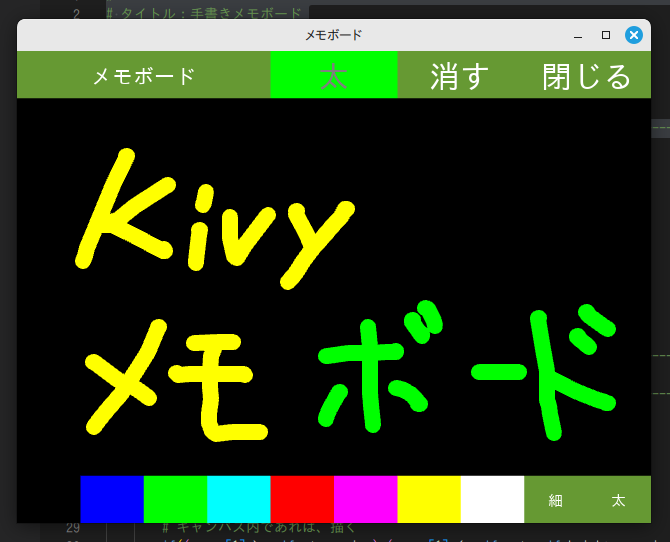 2 # タイトル：手書きメモボード
メモボード
メモボード 太 消す 閉じる
Kivy
メモボード
細 太
29 # キャンバス内であれば、描く